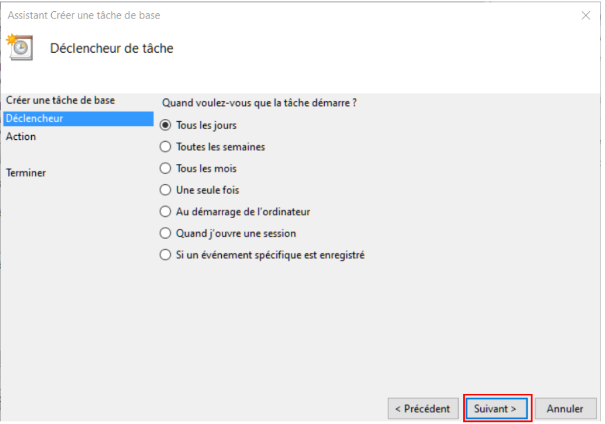 Assistant Créer une tâche de base
Déclencheur de tâche
Créer une tâche de base
Déclencheur
Action
Terminer
Quand voulez-vous que la tâche démarre ?
Tous les jours
Toutes les semaines
Tous les mois
Une seule fois
Au démarrage de l'ordinateur
Quand j'ouvre une session
Si un événement spécifique est enregistré
< Précédent Suivant > Annuler